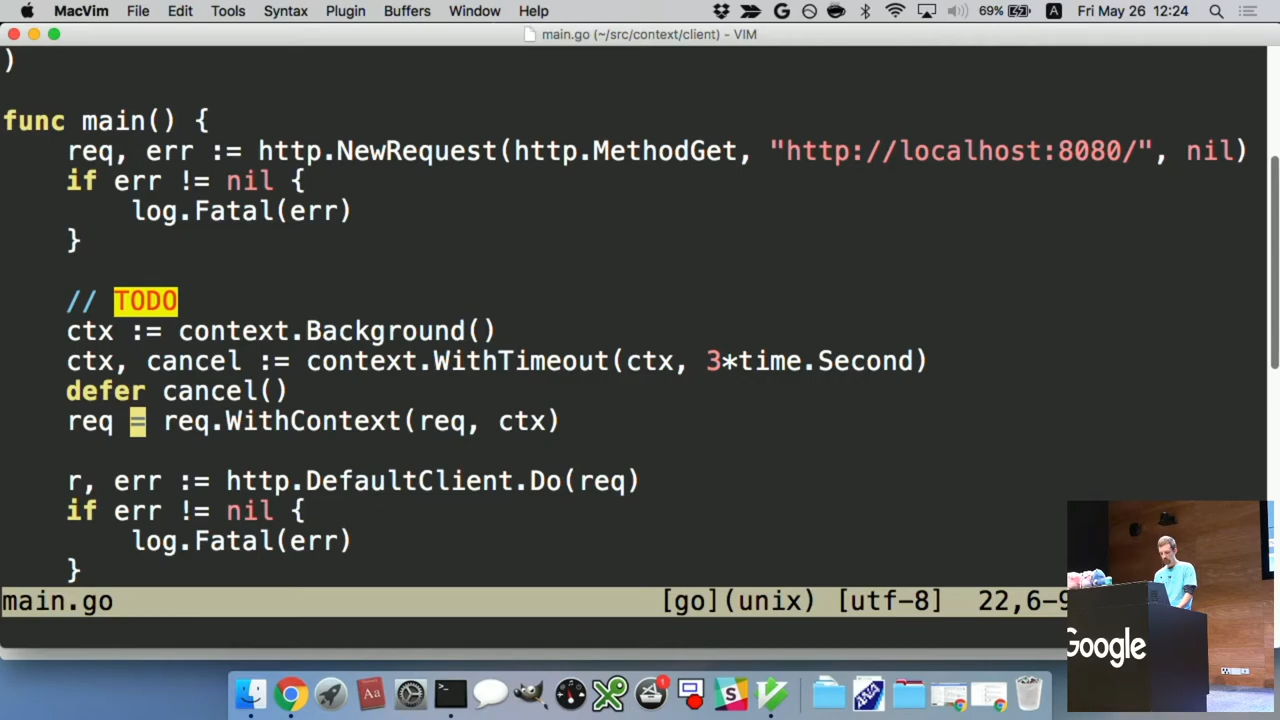 MacVim File Edit Tools Syntax Plugin Buffers Window Help 69% A Fri May 26 12:24
main.go (~/src/context/client) - VIM
)
func main() {
req, err := http.NewRequest(http.MethodGet, "http://localhost:8080/", nil)
if err != nil {
log.Fatal(err)
}
// TODO
ctx := context.Background()
ctx, cancel := context.WithTimeout(ctx, 3*time.Second)
defer cancel()
req = req.WithContext(req, ctx)
r, err := http.DefaultClient.Do(req)
if err != nil {
log.Fatal(err)
}
main.go [go](unix) [utf-8] 22,6-9
Google
Aa
1
ANA